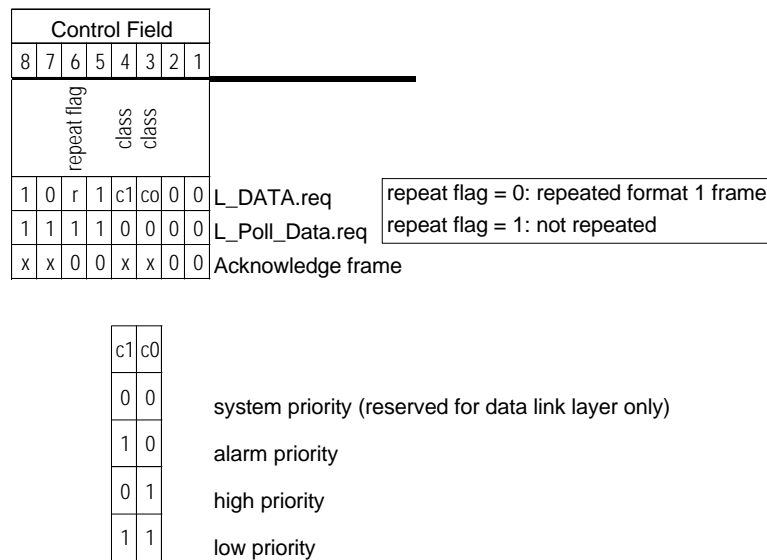 Control Field
8 7 6 5 4 3 2 1
repeat flag class class
1 0 r 1 c1 co 0 0 L_DATA.req
repeat flag = 0: repeated format 1 frame
repeat flag = 1: not repeated
1 1 1 1 0 0 0 0 L_Poll_Data.req
x x 0 0 x x 0 0 Acknowledge frame
c1 c0
0 0 system priority (reserved for data link layer only)
1 0 alarm priority
0 1 high priority
1 1 low priority